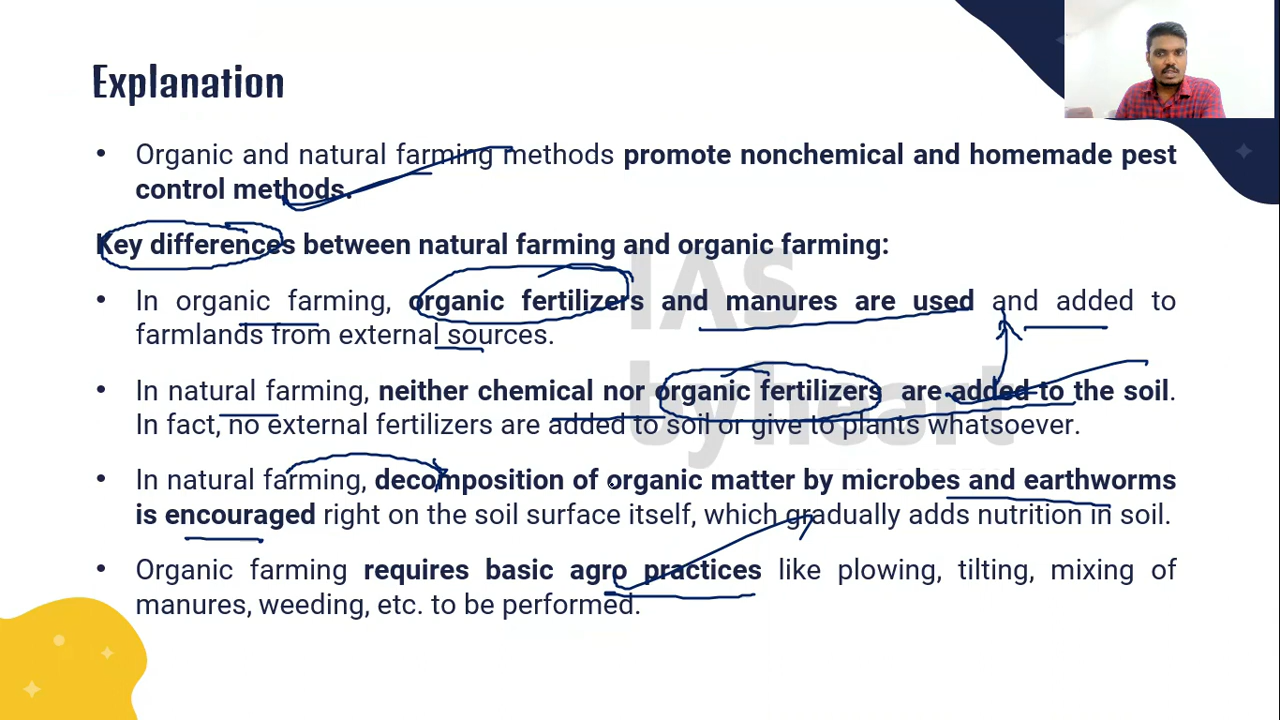 Explanation
• Organic and natural farming methods promote nonchemical and homemade pest
control methods.
Key differences between natural farming and organic farming:
• In organic farming, organic fertilizers and manures are used and added to
farmlands from external sources.
• In natural farming, neither chemical nor organic fertilizers are added to the soil.
In fact, no external fertilizers are added to soil or give to plants whatsoever.
• In natural farming, decomposition of organic matter by microbes and earthworms
is encouraged right on the soil surface itself, which gradually adds nutrition in soil.
• Organic farming requires basic agro practices like plowing, tilting, mixing of
manures, weeding, etc. to be performed.
IAS
by heart